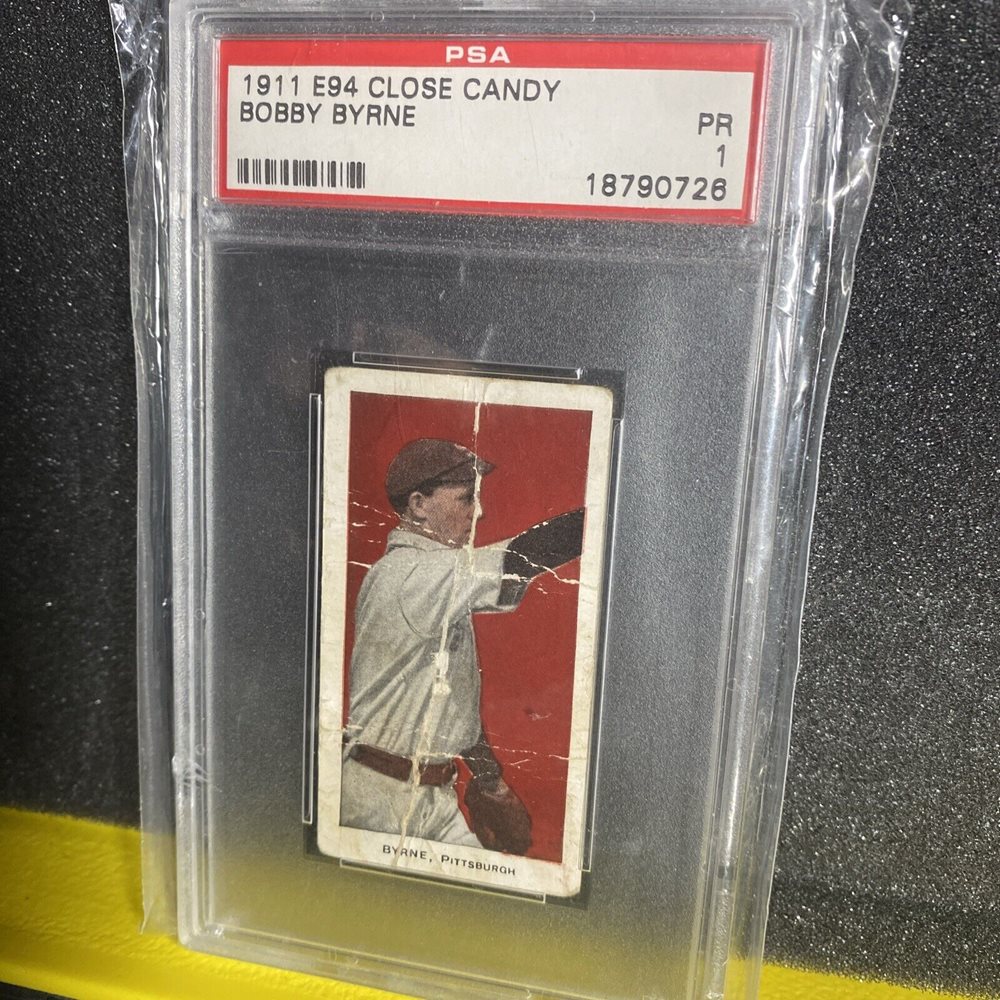 PSA
1911 E94 CLOSE CANDY
BOBBY BYRNE
PR
1
18790726
BYRNE, PITTSBURGH